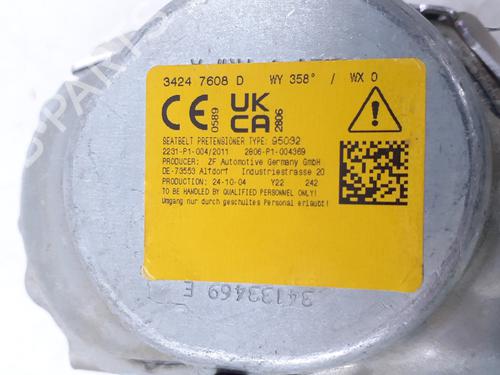 3424 7608 D WY 358° / WX 0
CE 0589 UK CA 2806
SEATBELT PRETENSIONER TYPE: 95032
2231-P1-004/2011 2806-P1-004369
PRODUCER: ZF Automotive Germany GmbH
DE-73553 Altdorf Industriestrasse 20
PRODUCTION: 24-10-04 Y22 242
TO BE HANDLED BY QUALIFIED PERSONNEL ONLY!
Umgang nur durch geschultes Personal erlaubt!
34133469 E